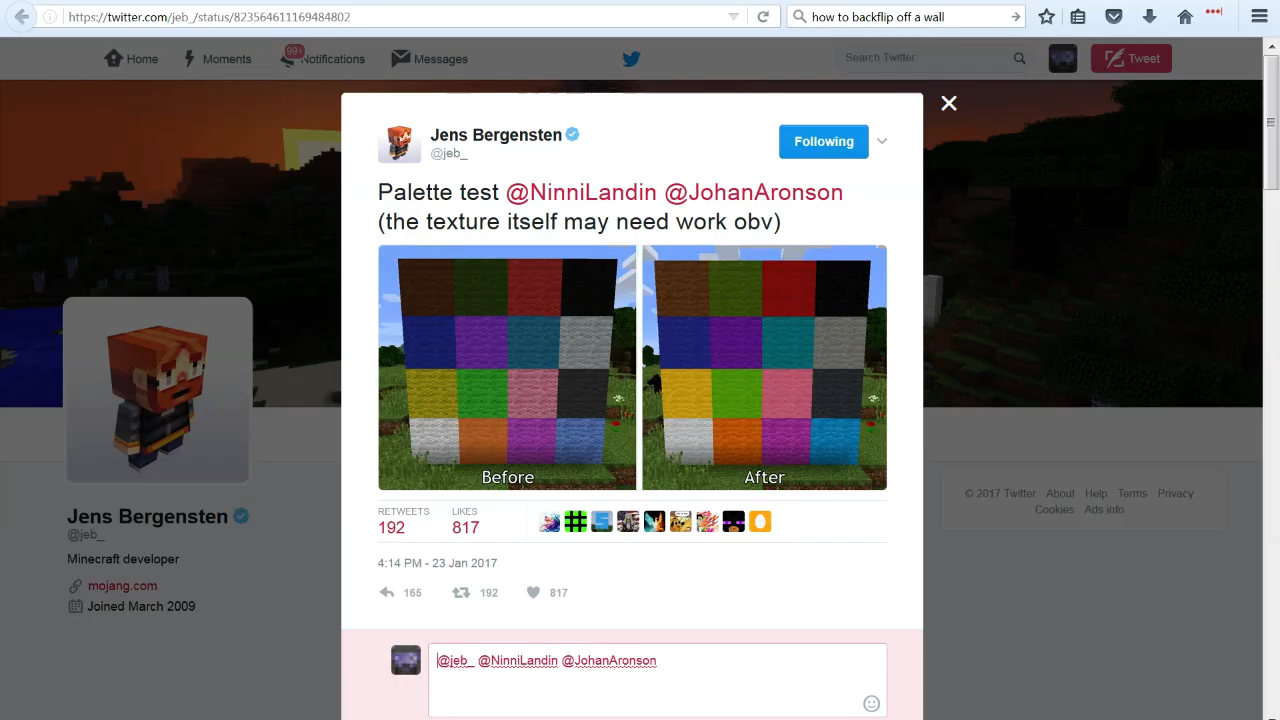 https://twitter.com/jeb_/status/823564611169484802
how to backflip off a wall
Home
Moments
99+
Notifications
Messages
Search Twitter
Tweet
Jens Bergensten
@jeb_
Following
Palette test @NinniLandin @JohanAronson
(the texture itself may need work obv)
Before
After
RETWEETS
192
LIKES
817
4:14 PM - 23 Jan 2017
165
192
817
@jeb_ @NinniLandin @JohanAronson
Jens Bergensten
@jeb_
Minecraft developer
mojang.com
Joined March 2009
© 2017 Twitter About Help Terms Privacy
Cookies Ads info